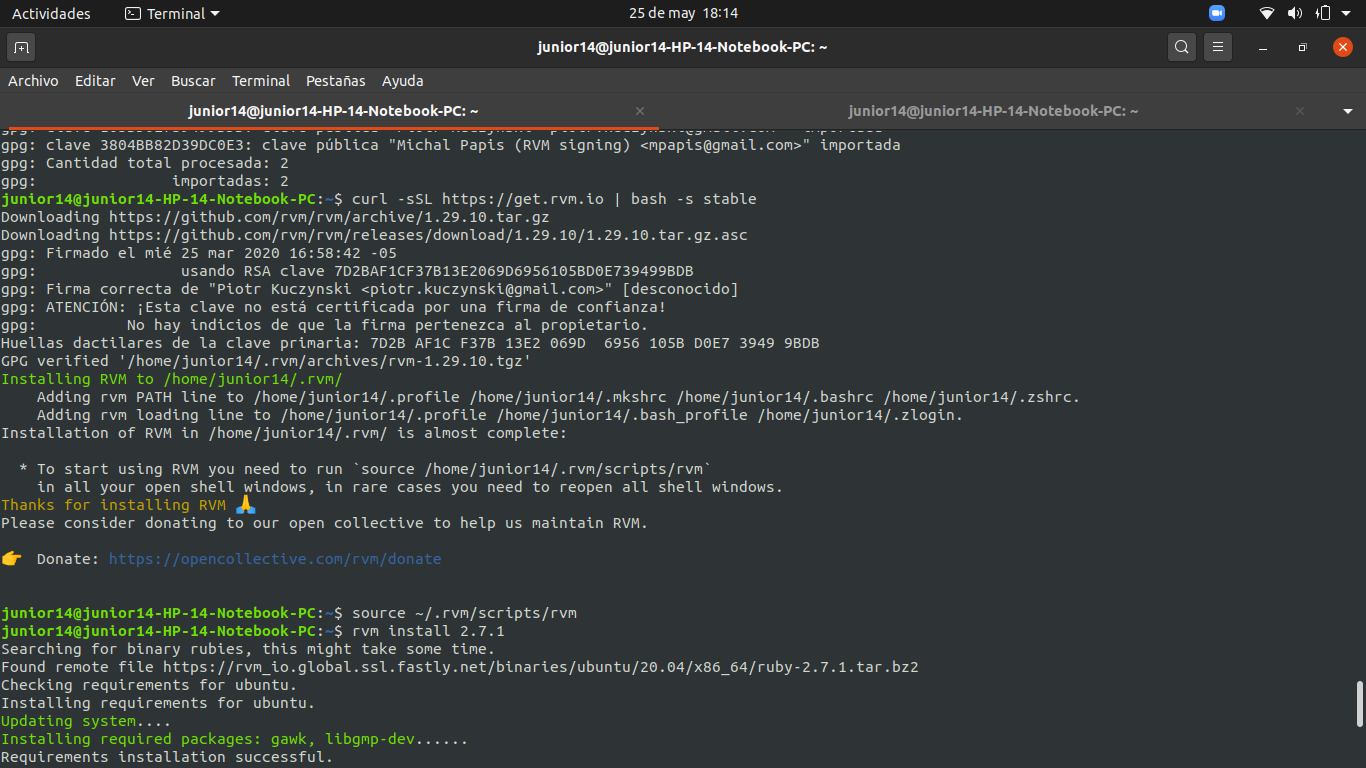 Actividades
Terminal
25 de may 18:14
junior14@junior14-HP-14-Notebook-PC: ~
Archivo Editar Ver Buscar Terminal Pestañas Ayuda
junior14@junior14-HP-14-Notebook-PC: ~
junior14@junior14-HP-14-Notebook-PC: ~
gpg: clave 3804BB82D39DC0E3: clave pública "Michal Papis (RVM signing) <mpapis@gmail.com>" importada
gpg: Cantidad total procesada: 2
gpg:               importadas: 2
junior14@junior14-HP-14-Notebook-PC:~$ curl -sSL https://get.rvm.io | bash -s stable
Downloading https://github.com/rvm/rvm/archive/1.29.10.tar.gz
Downloading https://github.com/rvm/rvm/releases/download/1.29.10/1.29.10.tar.gz.asc
gpg: Firmado el mié 25 mar 2020 16:58:42 -05
gpg:                usando RSA clave 7D2BAF1CF37B13E2069D6956105BD0E739499BDB
gpg: Firma correcta de "Piotr Kuczynski <piotr.kuczynski@gmail.com>" [desconocido]
gpg: ATENCIÓN: ¡Esta clave no está certificada por una firma de confianza!
gpg:          No hay indicios de que la firma pertenezca al propietario.
Huellas dactilares de la clave primaria: 7D2B AF1C F37B 13E2 069D  6956 105B D0E7 3949 9BDB
GPG verified '/home/junior14/.rvm/archives/rvm-1.29.10.tgz'
Installing RVM to /home/junior14/.rvm/
    Adding rvm PATH line to /home/junior14/.profile /home/junior14/.mkshrc /home/junior14/.bashrc /home/junior14/.zshrc.
    Adding rvm loading line to /home/junior14/.profile /home/junior14/.bash_profile /home/junior14/.zlogin.
Installation of RVM in /home/junior14/.rvm/ is almost complete:
  * To start using RVM you need to run `source /home/junior14/.rvm/scripts/rvm`
    in all your open shell windows, in rare cases you need to reopen all shell windows.
Thanks for installing RVM 🙏
Please consider donating to our open collective to help us maintain RVM.
👉  Donate: https://opencollective.com/rvm/donate
junior14@junior14-HP-14-Notebook-PC:~$ source ~/.rvm/scripts/rvm
junior14@junior14-HP-14-Notebook-PC:~$ rvm install 2.7.1
Searching for binary rubies, this might take some time.
Found remote file https://rvm_io.global.ssl.fastly.net/binaries/ubuntu/20.04/x86_64/ruby-2.7.1.tar.bz2
Checking requirements for ubuntu.
Installing requirements for ubuntu.
Updating system....
Installing required packages: gawk, libgmp-dev......
Requirements installation successful.